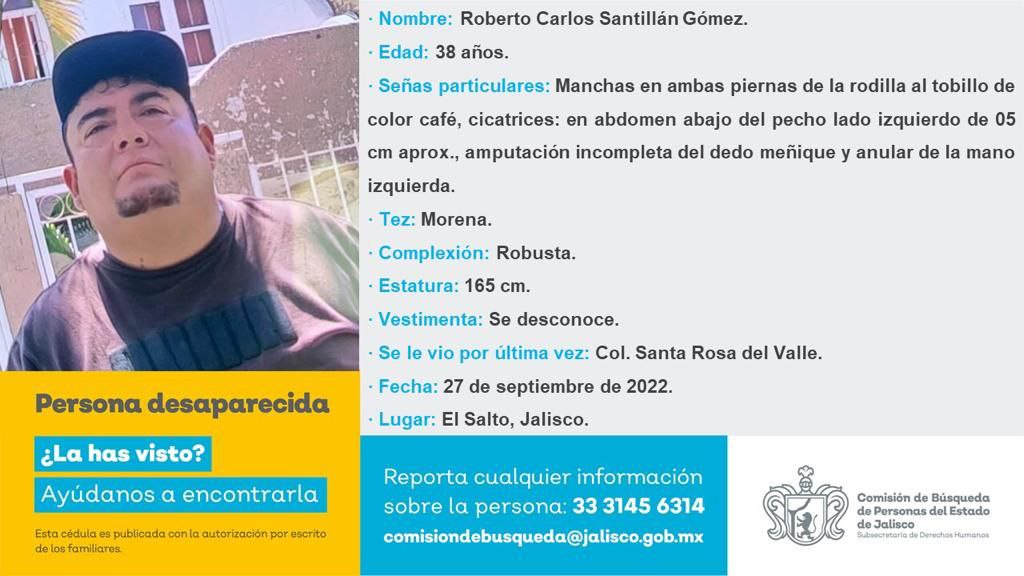 · Nombre: Roberto Carlos Santillán Gómez.
· Edad: 38 años.
· Señas particulares: Manchas en ambas piernas de la rodilla al tobillo de
color café, cicatrices: en abdomen abajo del pecho lado izquierdo de 05
cm aprox., amputación incompleta del dedo meñique y anular de la mano
izquierda.
· Tez: Morena.
· Complexión: Robusta.
· Estatura: 165 cm.
· Vestimenta: Se desconoce.
· Se le vio por última vez: Col. Santa Rosa del Valle.
· Fecha: 27 de septiembre de 2022.
· Lugar: El Salto, Jalisco.
Persona desaparecida
¿La has visto?
Ayúdanos a encontrarla
Esta cédula es publicada con la autorización por escrito
de los familiares.
Reporta cualquier información
sobre la persona: 33 3145 6314
comisiondebusqueda@jalisco.gob.mx
Comisión de Búsqueda
de Personas del Estado
de Jalisco
Subsecretaría de Derechos Humanos